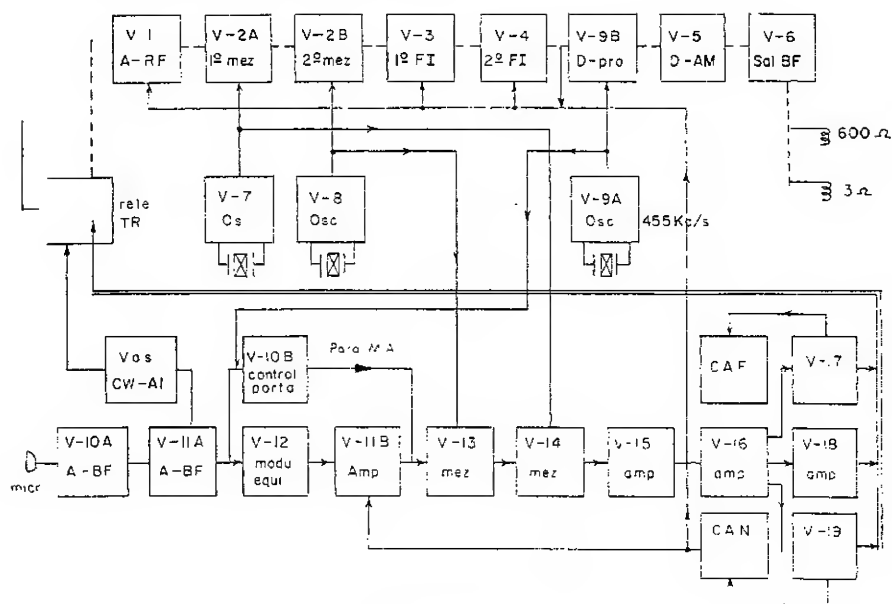 V-1
A-RF
V-2A
1º mez
V-2B
2º mez
V-3
1º FI
V-4
2º FI
V-9B
D-pro
V-5
D-AM
V-6
Sal BF
600 Ω
3 Ω
rele
TR
V-7
Os
V-8
Osc
V-9A
Osc
455Kc/s
Vos
CW-A1
V-10B
control
porta
Para M A
CAF
V-17
micr
V-10A
A-BF
V-11A
A-BF
V-12
modu
equi
V-11B
Amp
V-13
mez
V-14
mez
V-15
amp
V-16
amp
V-18
amp
CAN
V-19